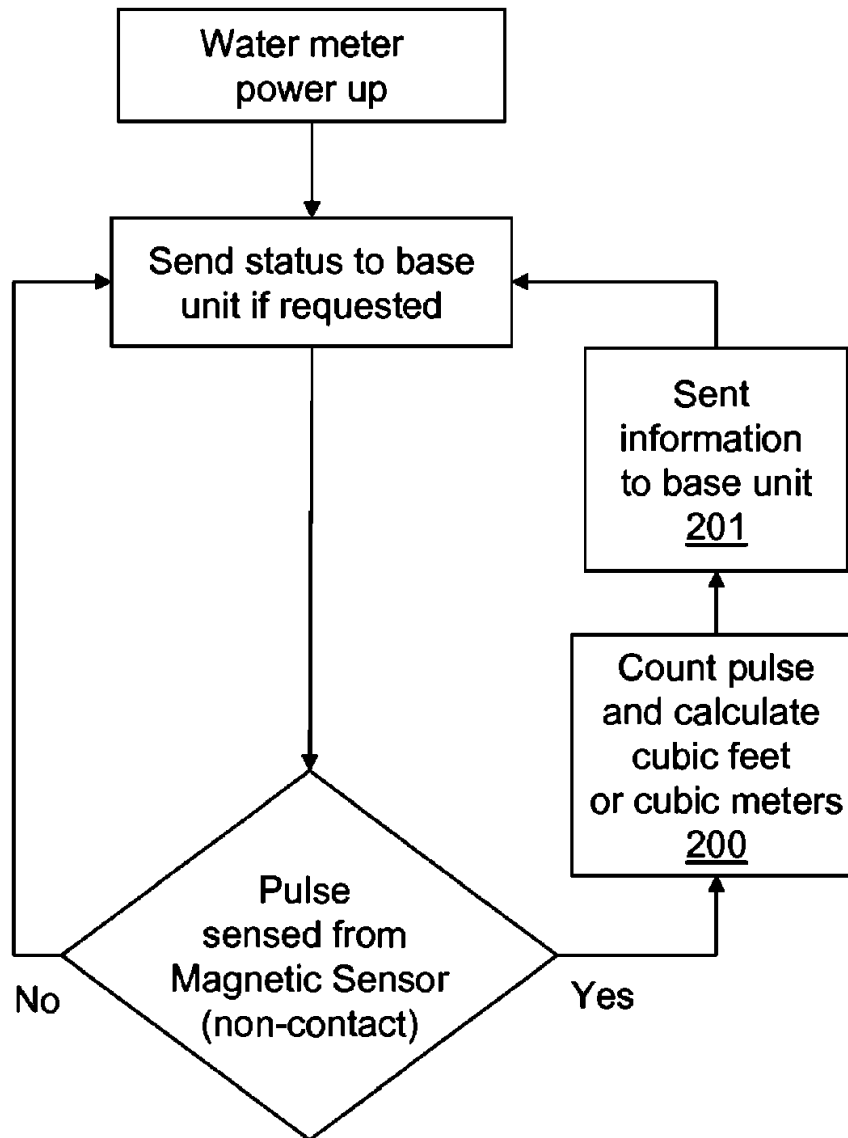 Water meter
power up
Send status to base
unit if requested
Sent
information
to base unit
201
Count pulse
and calculate
cubic feet
or cubic meters
200
Pulse
sensed from
Magnetic Sensor
(non-contact)
No
Yes